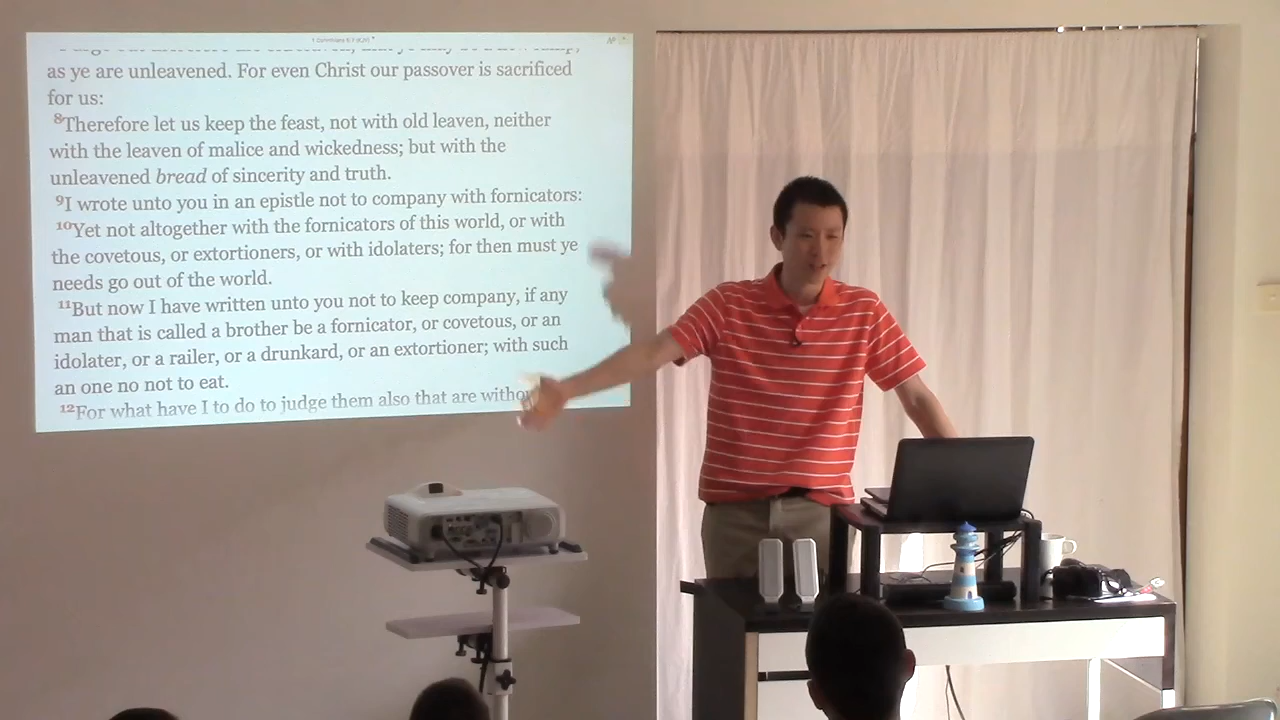 1 Corinthians 5:7 (KJV)
as ye are unleavened. For even Christ our passover is sacrificed
for us:
8Therefore let us keep the feast, not with old leaven, neither
with the leaven of malice and wickedness; but with the
unleavened bread of sincerity and truth.
9I wrote unto you in an epistle not to company with fornicators:
10Yet not altogether with the fornicators of this world, or with
the covetous, or extortioners, or with idolaters; for then must ye
needs go out of the world.
11But now I have written unto you not to keep company, if any
man that is called a brother be a fornicator, or covetous, or an
idolater, or a railer, or a drunkard, or an extortioner; with such
an one no not to eat.
12For what have I to do to judge them also that are